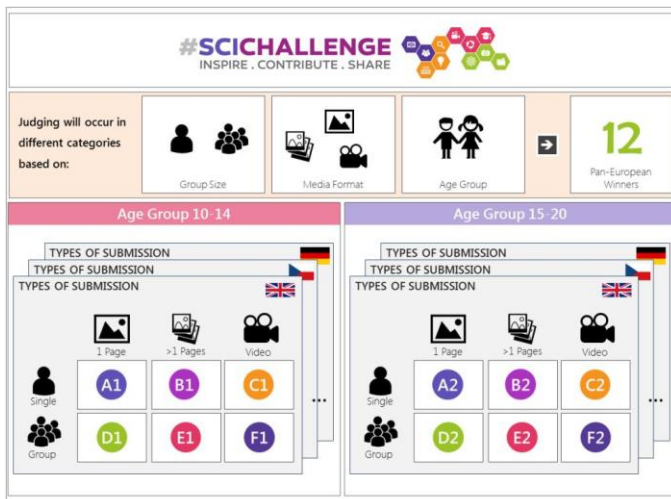 #SCICHALLENGE
INSPIRE . CONTRIBUTE . SHARE
Judging will occur in
different categories
based on:
Group Size
Media Format
Age Group
12
Pan-European
Winners
Age Group 10-14
TYPES OF SUBMISSION
TYPES OF SUBMISSION
TYPES OF SUBMISSION
1 Page
>1 Pages
Video
Single
A1
B1
C1
...
Group
D1
E1
F1
Age Group 15-20
TYPES OF SUBMISSION
TYPES OF SUBMISSION
TYPES OF SUBMISSION
1 Page
>1 Pages
Video
Single
A2
B2
C2
...
Group
D2
E2
F2